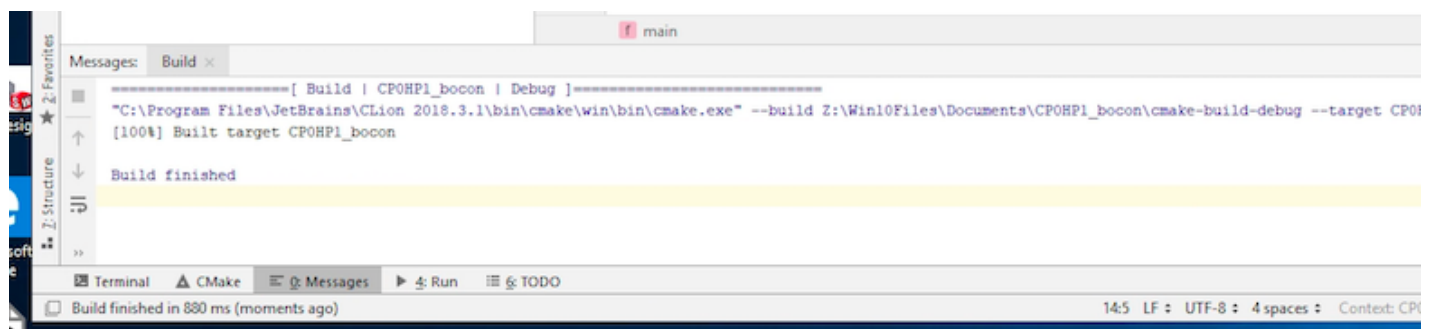 main
2: Favorites
Messages: Build ×
====================[ Build | CP0HP1_bocon | Debug ]============================
"C:\Program Files\JetBrains\CLion 2018.3.1\bin\cmake\win\bin\cmake.exe" --build Z:\Win10Files\Documents\CP0HP1_bocon\cmake-build-debug --target
[100%] Built target CP0HP1_bocon
Build finished
Z: Structure
Terminal CMake 0: Messages 4: Run 6: TODO
Build finished in 880 ms (moments ago) 14:5 LF UTF-8 4 spaces Context: